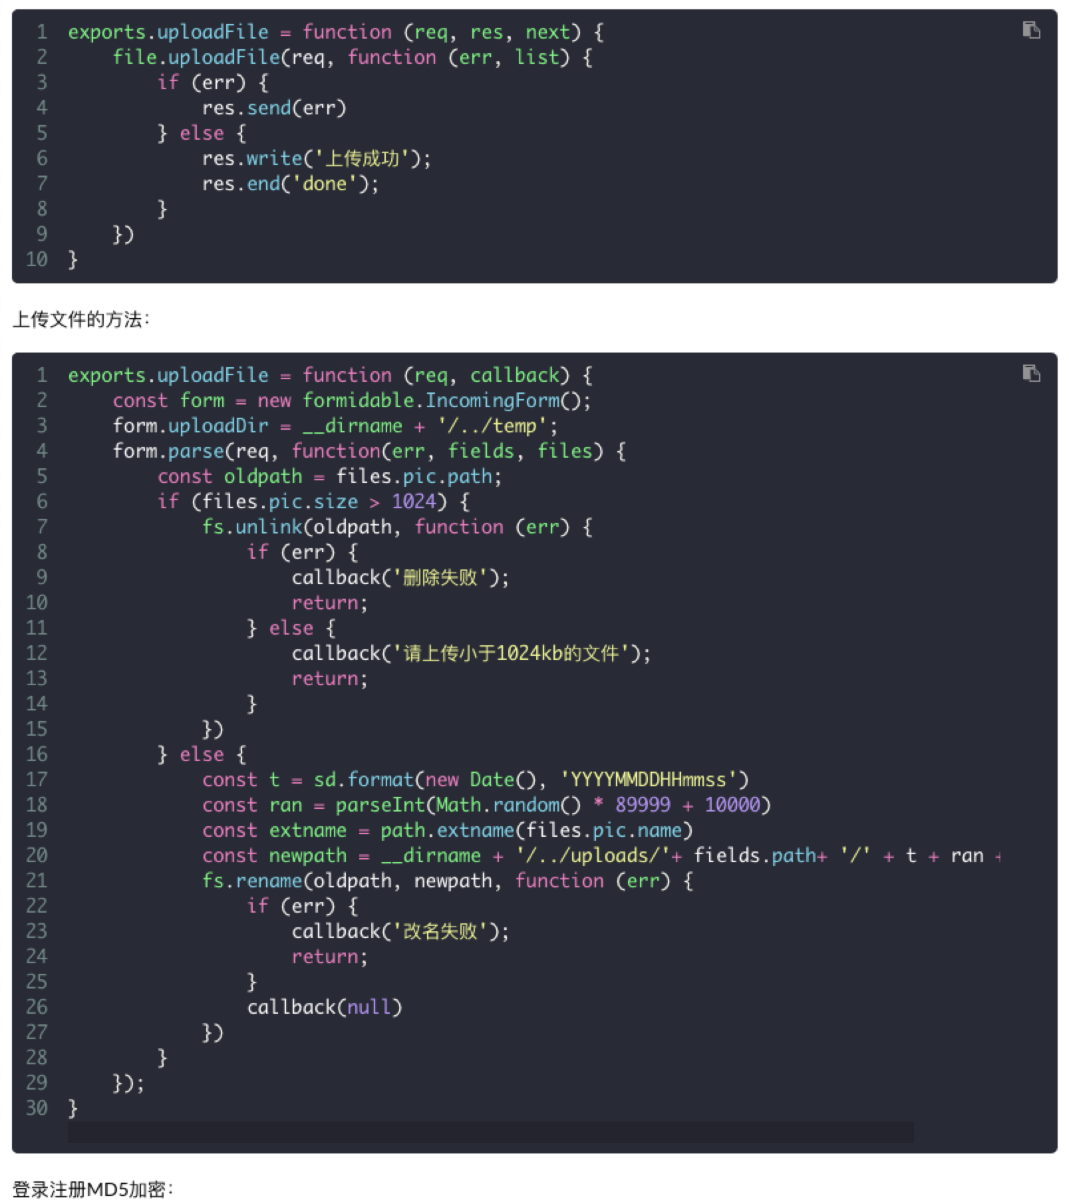 1 exports.uploadFile = function (req, res, next) {
2     file.uploadFile(req, function (err, list) {
3         if (err) {
4             res.send(err)
5         } else {
6             res.write('上传成功');
7             res.end('done');
8         }
9     })
10 }
上传文件的方法：
1 exports.uploadFile = function (req, callback) {
2     const form = new formidable.IncomingForm();
3     form.uploadDir = __dirname + '/../temp';
4     form.parse(req, function(err, fields, files) {
5         const oldpath = files.pic.path;
6         if (files.pic.size > 1024) {
7             fs.unlink(oldpath, function (err) {
8                 if (err) {
9                     callback('删除失败');
10                     return;
11                 } else {
12                     callback('请上传小于1024kb的文件');
13                     return;
14                 }
15             })
16         } else {
17             const t = sd.format(new Date(), 'YYYYMMDDHHmmss')
18             const ran = parseInt(Math.random() * 89999 + 10000)
19             const extname = path.extname(files.pic.name)
20             const newpath = __dirname + '/../uploads/'+ fields.path+ '/' + t + ran +
21             fs.rename(oldpath, newpath, function (err) {
22                 if (err) {
23                     callback('改名失败');
24                     return;
25                 }
26                 callback(null)
27             })
28         }
29     });
30 }
登录注册MD5加密：